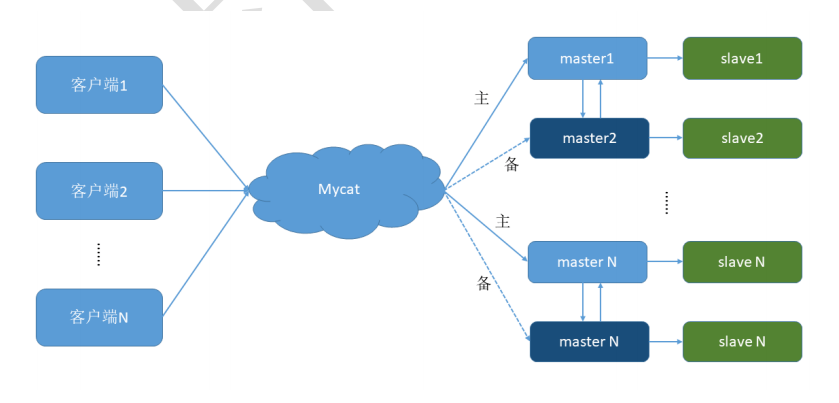 客户端1
客户端2
客户端N
Mycat
主
备
主
备
master1
slave1
master2
slave2
master N
slave N
master N
slave N